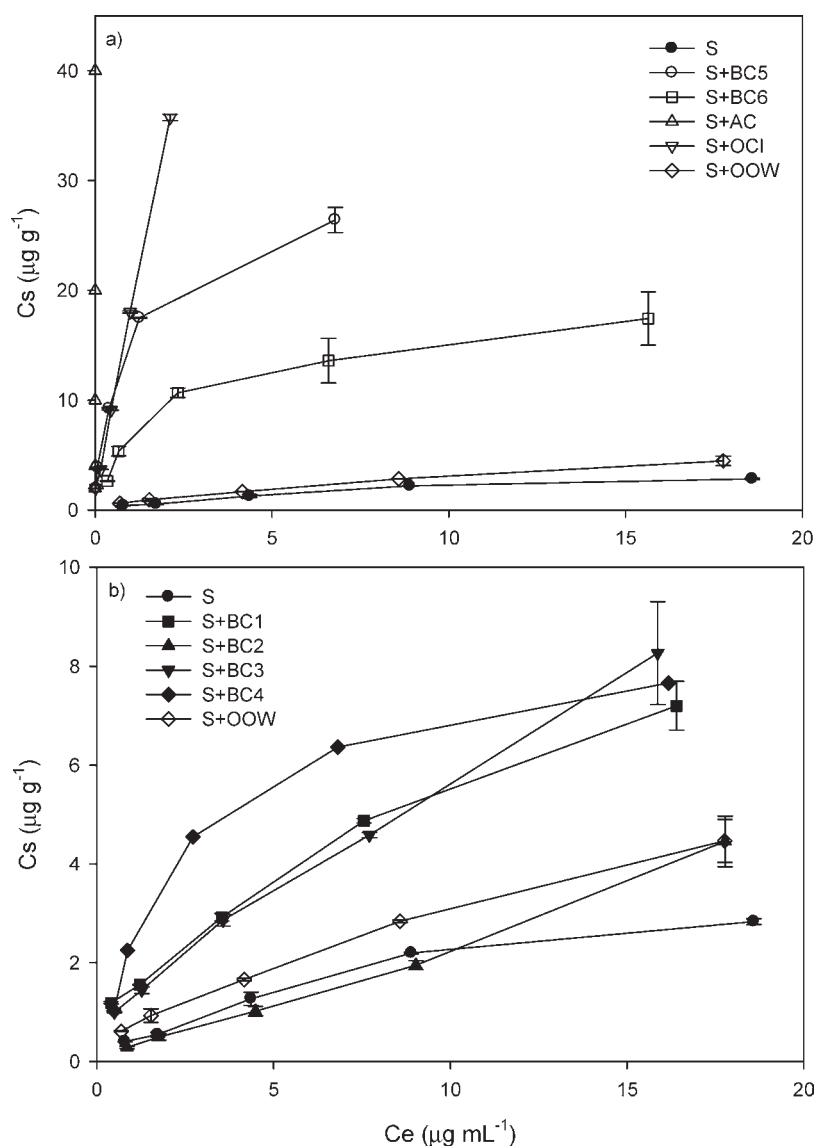 a)
S
S+BC5
S+BC6
S+AC
S+OCl
S+OOW
40
30
20
10
0
Cs (µg g⁻¹)
0 5 10 15 20
b)
S
S+BC1
S+BC2
S+BC3
S+BC4
S+OOW
10
8
6
4
2
0
Cs (µg g⁻¹)
0 5 10 15 20
Ce (µg mL⁻¹)